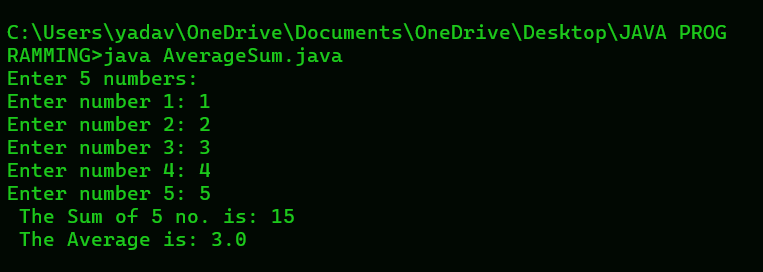 C:\Users\yadav\OneDrive\Documents\OneDrive\Desktop\JAVA PROG
RAMMING>java AverageSum.java
Enter 5 numbers:
Enter number 1: 1
Enter number 2: 2
Enter number 3: 3
Enter number 4: 4
Enter number 5: 5
 The Sum of 5 no. is: 15
 The Average is: 3.0